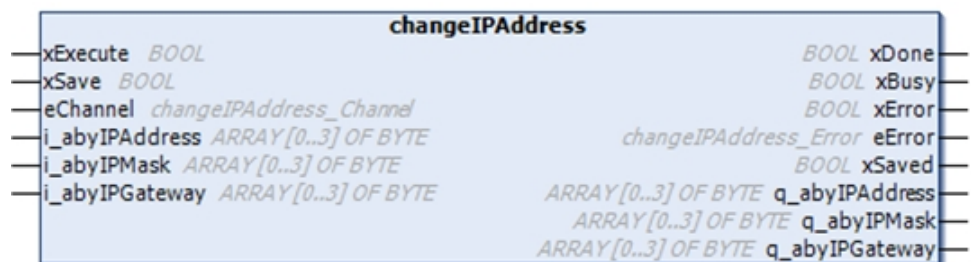 changeIPAddress
xExecute BOOL BOOL xDone
xSave BOOL BOOL xBusy
eChannel changeIPAddress_Channel BOOL xError
i_abyIPAddress ARRAY [0..3] OF BYTE changeIPAddress_Error eError
i_abyIPMask ARRAY [0..3] OF BYTE BOOL xSaved
i_abyIPGateway ARRAY [0..3] OF BYTE ARRAY [0..3] OF BYTE q_abyIPAddress
ARRAY [0..3] OF BYTE q_abyIPMask
ARRAY [0..3] OF BYTE q_abyIPGateway